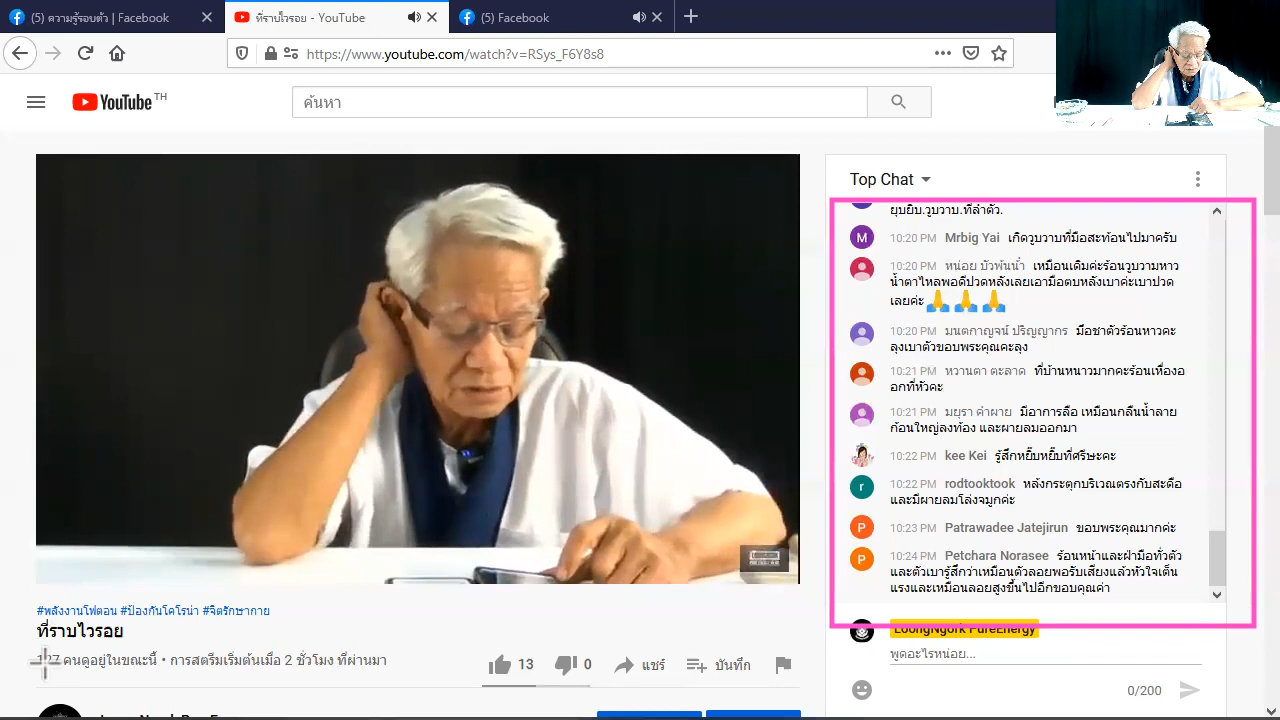 (5) ความรู้รอบตัว | Facebook
ที่ราบไวรอย - YouTube
(5) Facebook
https://www.youtube.com/watch?v=RSys_F6Y8s8
YouTube TH
ค้นหา
Top Chat
ยุบยิบ.วูบวาบ.ที่ลำตัว.
M 10:20 PM Mrbig Yai เกิดวูบวาบที่มือสะท้อนไปมาครับ
10:20 PM หน่อย บัวพ้นน้ำ เหมือนเดิมค่ะร้อนวูบวามหาว
น้ำตาไหลพอดีปวดหลังเลยเอามือตบหลังเบาค่ะเบาปวด
เลยค่ะ🙏🙏🙏
10:20 PM มนตกาญจน์ ปริญญากร มือชาตัวร้อนหาวคะ
ลุงเบาตัวขอบพระคุณคะลุง
10:21 PM หวานตา ตะลาด ที่บ้านหนาวมากคะร้อนเหื่องอ
อกที่หัวคะ
10:21 PM มยุรา คำผาย มีอาการลือ เหมือนกลืนน้ำลาย
ก้อนใหญ่ลงท้อง และผายลมออกมา
10:22 PM kee Kei รู้สึกหยิ๊บหยิ๊บที่ศรีษะคะ
r 10:22 PM rodtooktook หลังกระตุกบริเวณตรงกับสะดือ
และมีผายลมโล่งจมูกค่ะ
P 10:23 PM Patrawadee Jatejirun ขอบพระคุณมากค่ะ
P 10:24 PM Petchara Norasee ร้อนหน้าและฝ่ามือทั่วตัว
และตัวเบารู้สึกว่าเหมือนตัวลอยพอรับเสี่ยงแล้วหัวใจเต้น
แรงและเหมือนลอยสูงขึ้นไปอีกขอบคุณค่า
LoongNgork PureEnergy
พูดอะไรหน่อย...
0/200
#พลังงานโฟตอน #ป้องกันโคโรน่า #จิตรักษากาย
ที่ราบไวรอย
คนดูอยู่ในขณะนี้ • การสตรีมเริ่มต้นเมื่อ 2 ชั่วโมง ที่ผ่านมา
13
0
แชร์
บันทึก